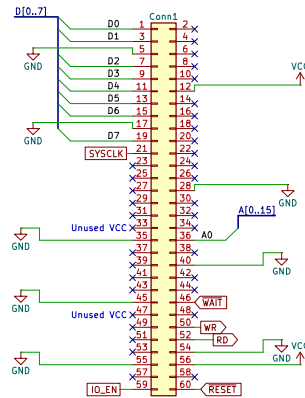 Conn1
D[0..7]
D0 1 2
D1 3 4
5 6
GND
D2 7 8
D3 9 10
VCC
D4 11 12
D5 13 14
D6 15 16
17 18
GND
D7 19 20
SYSCLK 21 22
23 24
25 26
27 28
GND
29 30
A[0..15]
31 32
Unused VCC 33 34
35 36 A0
GND
37 38
39 40
GND
41 42
43 44
GND
45 46 WAIT
Unused VCC 47 48
49 50 WR
51 52 RD
53 54
GND
VCC
55 56
GND
57 58
IO_EN 59 60 RESET